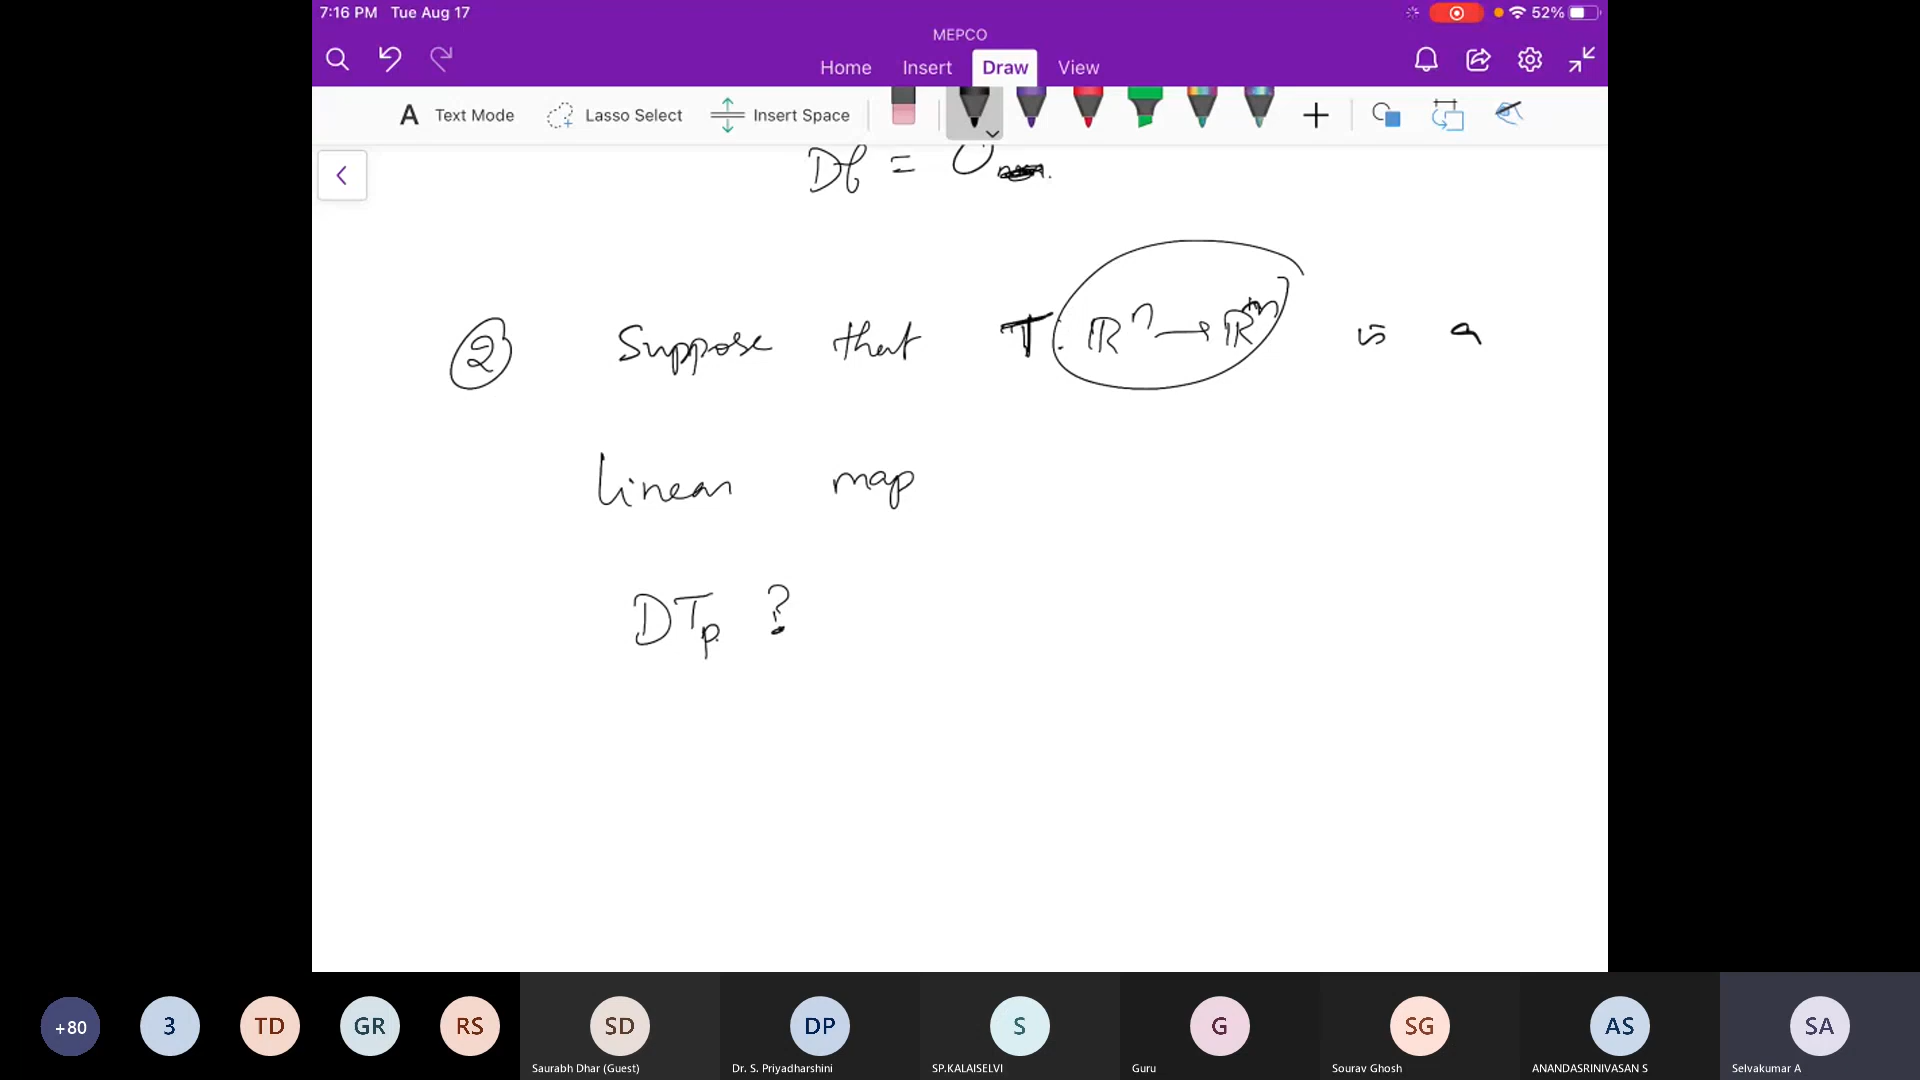 7:16 PM Tue Aug 17
52%
MEPCO
Home Insert Draw View
A Text Mode Lasso Select Insert Space
Df = 0
② Suppose that T: ℝⁿ → ℝᵐ is a
linear map
DTₚ ?
+80 3 TD GR RS SD DP S G SG AS SA
Saurabh Dhar (Guest) Dr. S. Priyadharshini SP.KALAISELVI Guru Sourav Ghosh ANANDASRINIVASAN S Selvakumar A